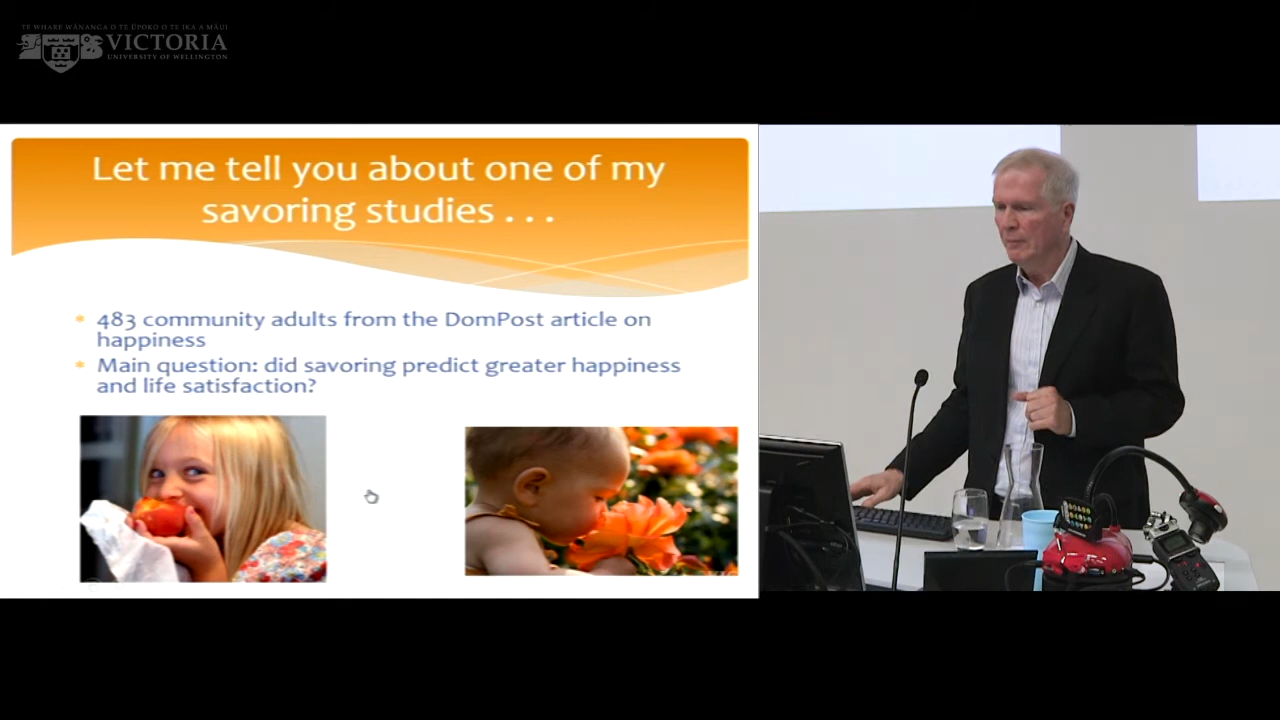 TE WHARE WĀNANGA O TE ŪPOKO O TE IKA A MĀUI
VICTORIA
UNIVERSITY OF WELLINGTON
Let me tell you about one of my
savoring studies . . .
* 483 community adults from the DomPost article on
happiness
* Main question: did savoring predict greater happiness
and life satisfaction?